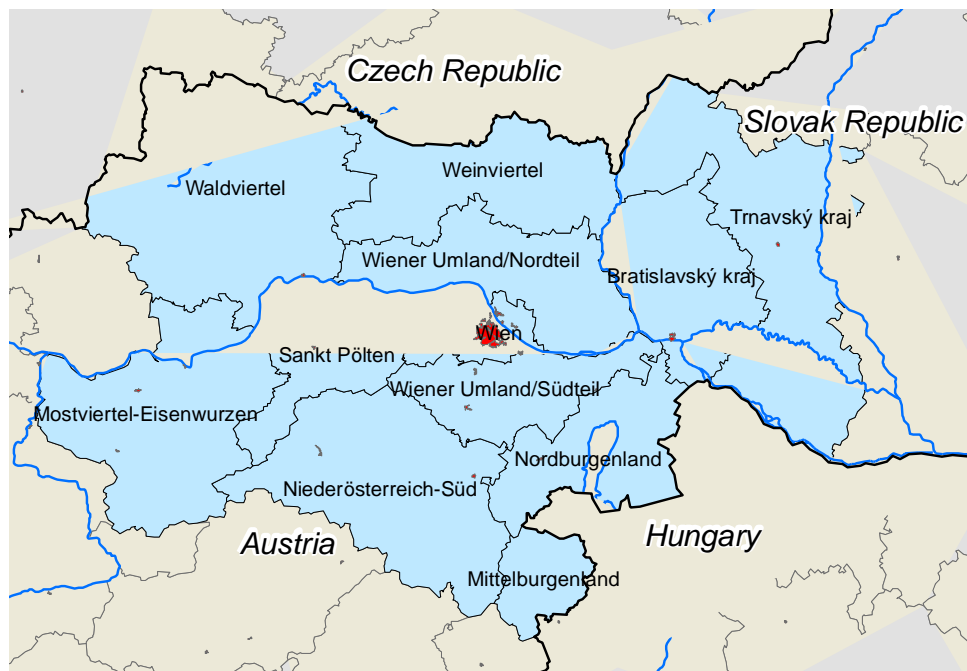 Czech Republic
Slovak Republic
Weinviertel
Waldviertel
Trnavský kraj
Wiener Umland/Nordteil
Bratislavský kraj
Wien
Sankt Pölten
Wiener Umland/Südteil
Mostviertel-Eisenwurzen
Nordburgenland
Niederösterreich-Süd
Hungary
Austria
Mittelburgenland